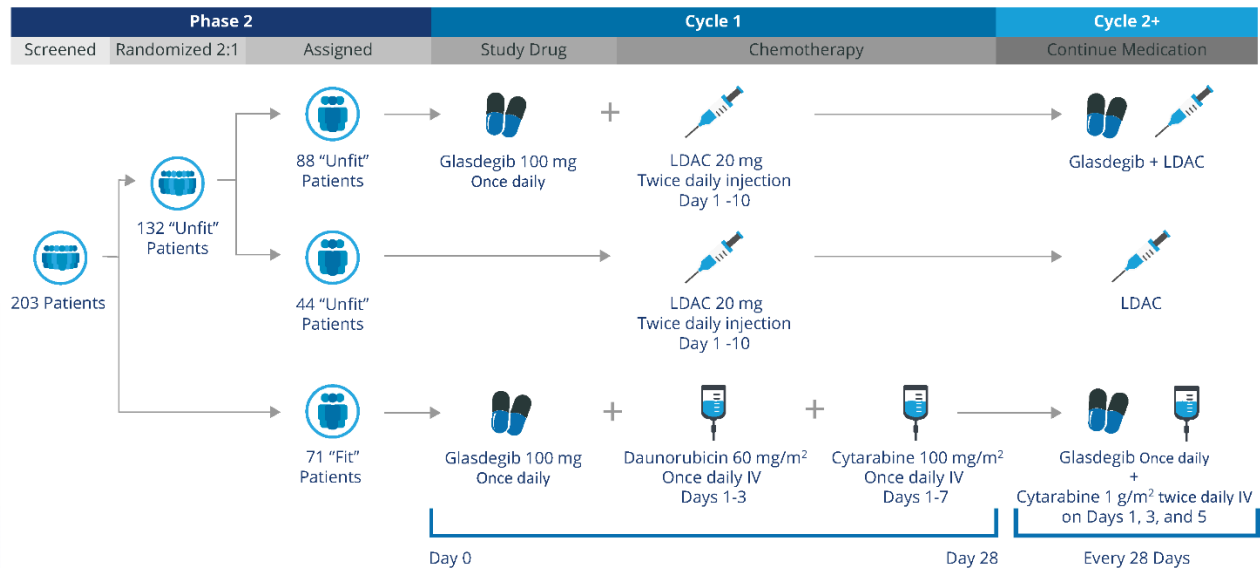 Phase 2
Cycle 1
Cycle 2+
Screened
Randomized 2:1
Assigned
Study Drug
Chemotherapy
Continue Medication
203 Patients
132 “Unfit”
Patients
88 “Unfit”
Patients
Glasdegib 100 mg
Once daily
+
LDAC 20 mg
Twice daily injection
Day 1 -10
Glasdegib + LDAC
44 “Unfit”
Patients
LDAC 20 mg
Twice daily injection
Day 1 -10
LDAC
71 “Fit”
Patients
Glasdegib 100 mg
Once daily
+
Daunorubicin 60 mg/m²
Once daily IV
Days 1-3
+
Cytarabine 100 mg/m²
Once daily IV
Days 1-7
Glasdegib Once daily
+
Cytarabine 1 g/m² twice daily IV
on Days 1, 3, and 5
Day 0
Day 28
Every 28 Days